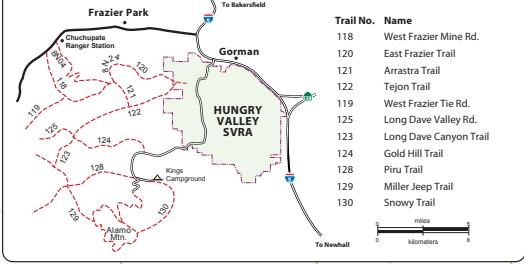 To Bakersfield
5
Frazier Park
Chuchupate
Ranger Station
Gorman
8N04
8N24
120
118
121
119
122
125
124
123
128
129
130
HUNGRY
VALLEY
SVRA
Kings
Campground
Alamo
Mtn.
5
To Newhall
Trail No. Name
118 West Frazier Mine Rd.
120 East Frazier Trail
121 Arrastra Trail
122 Tejon Trail
119 West Frazier Tie Rd.
125 Long Dave Valley Rd.
123 Long Dave Canyon Trail
124 Gold Hill Trail
128 Piru Trail
129 Miller Jeep Trail
130 Snowy Trail
miles
0 5
0 8
kilometers